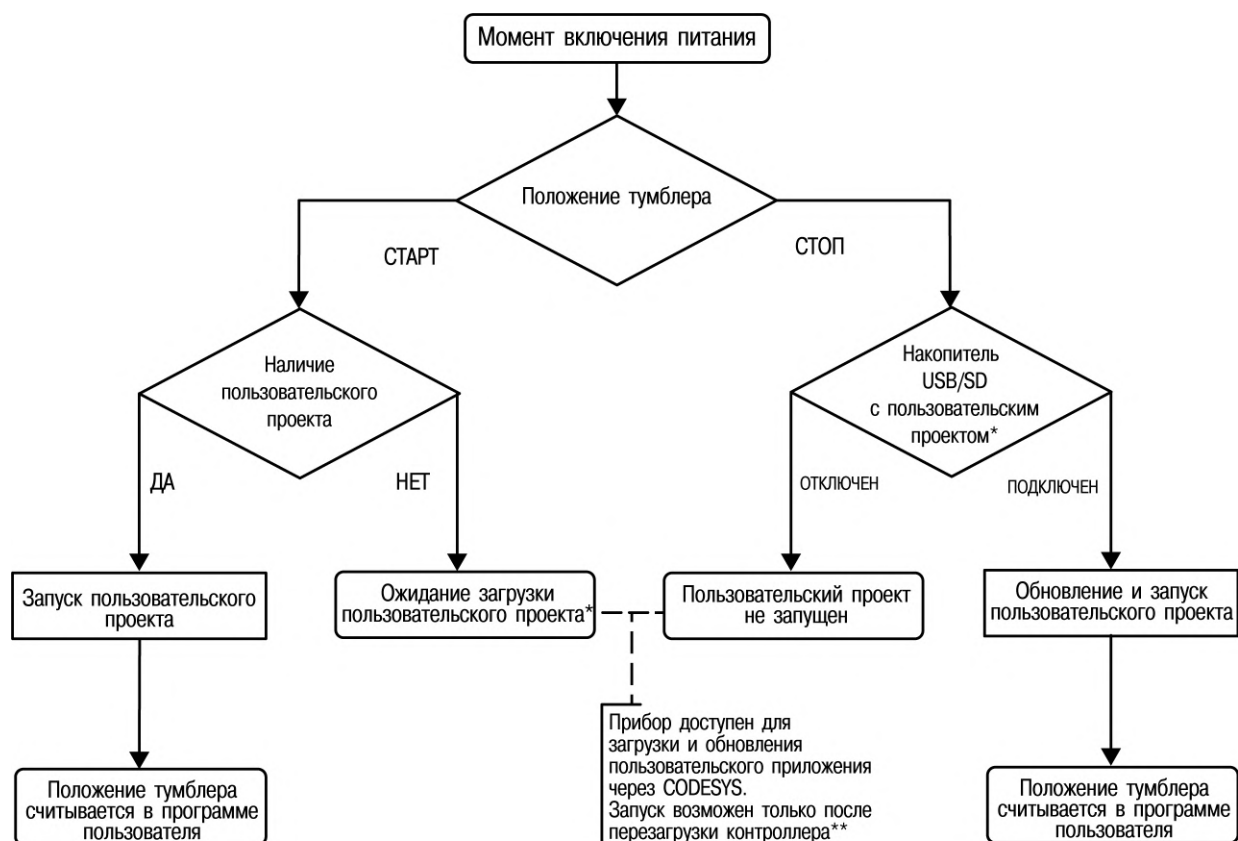 Момент включения питания
Положение тумблера
СТАРТ
СТОП
Наличие
пользовательского
проекта
Накопитель
USB/SD
с пользовательским
проектом*
ДА
НЕТ
ОТКЛЮЧЕН
ПОДКЛЮЧЕН
Запуск пользовательского
проекта
Ожидание загрузки
пользовательского проекта*
Пользовательский проект
не запущен
Обновление и запуск
пользовательского проекта
Прибор доступен для
загрузки и обновления
пользовательского приложения
через CODESYS.
Запуск возможен только после
перезагрузки контроллера**
Положение тумблера
считывается в программе
пользователя
Положение тумблера
считывается в программе
пользователя